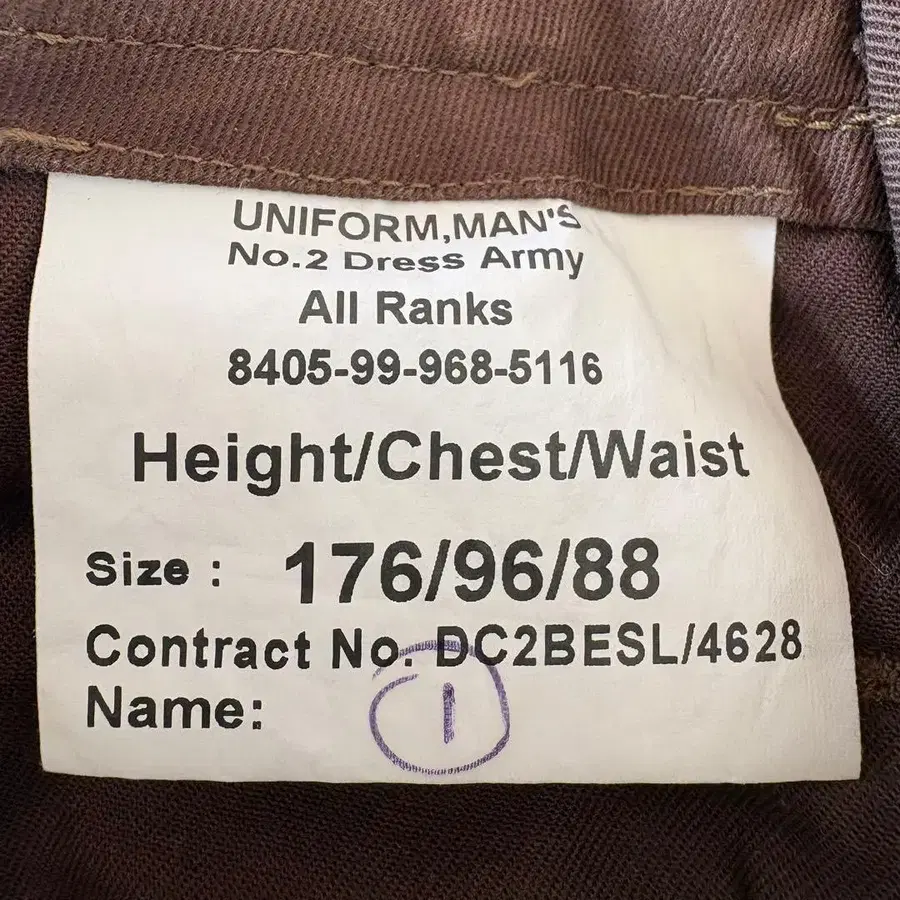 UNIFORM,MAN'S
No.2 Dress Army
All Ranks
8405-99-968-5116
Height/Chest/Waist
Size : 176/96/88
Contract No. DC2BESL/4628
Name: 1